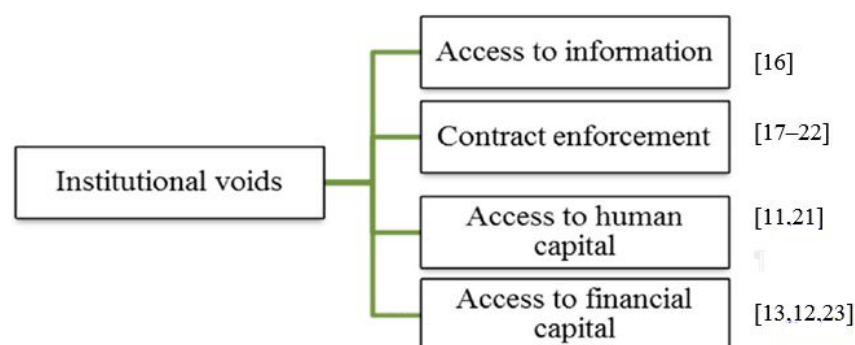 Access to information
[16]
Contract enforcement
[17–22]
Institutional voids
Access to human
capital
[11,21]
¶
Access to financial
capital
[13,12,23]